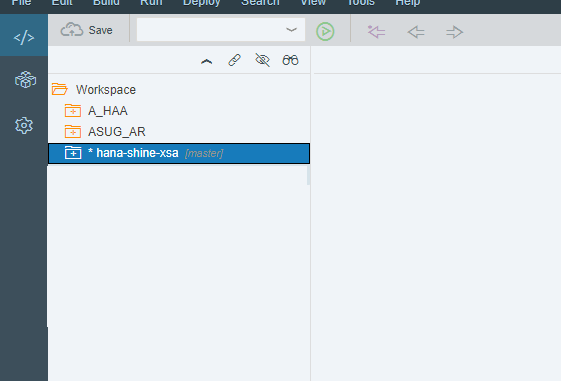 File Edit Build Run Deploy Search View Tools Help
Save
Workspace
A_HAA
ASUG_AR
* hana-shine-xsa [master]